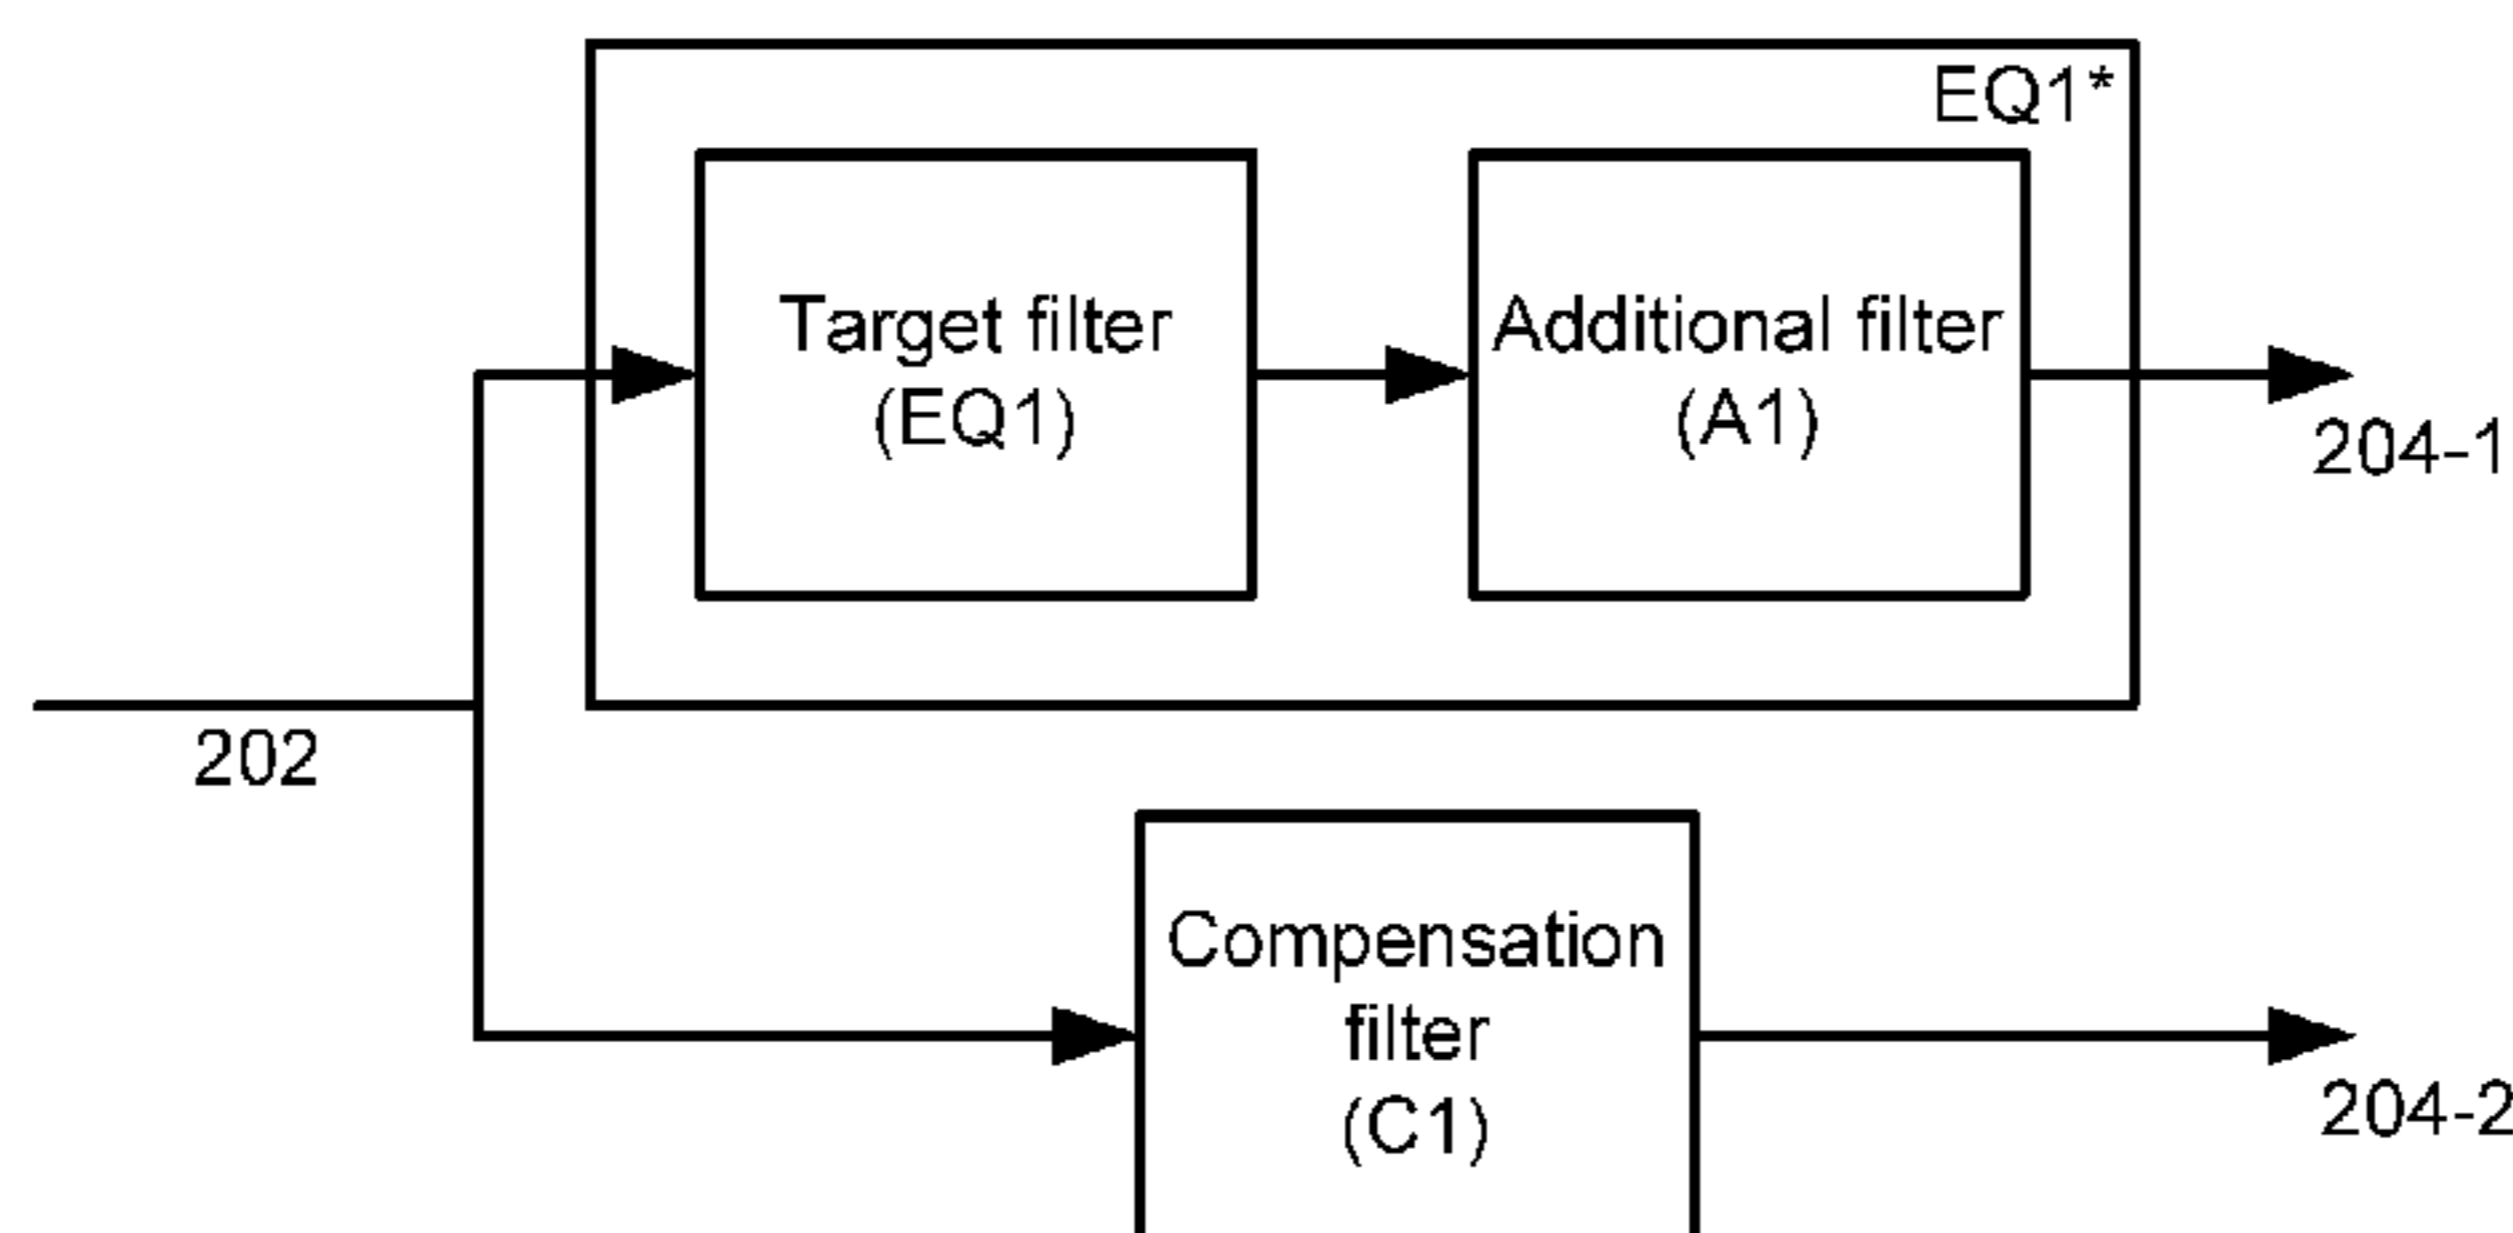 EQ1*
Target filter
(EQ1)
Additional filter
(A1)
204-1
202
Compensation
filter
(C1)
204-2